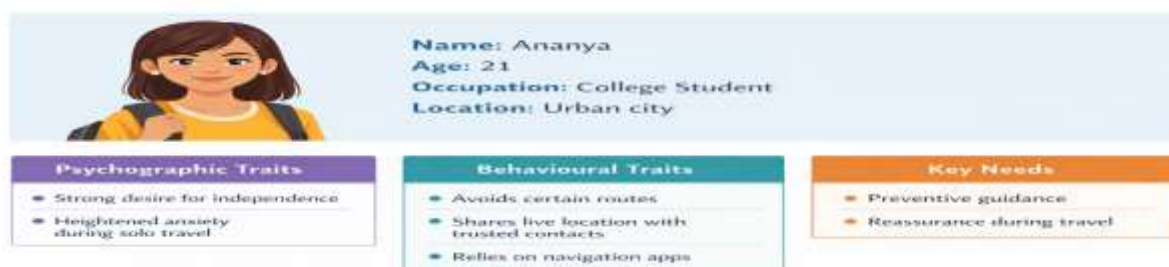 Name: Ananya
Age: 21
Occupation: College Student
Location: Urban city
Psychographic Traits
• Strong desire for independence
• Heightened anxiety
during solo travel
Behavioural Traits
• Avoids certain routes
• Shares live location with
trusted contacts
• Relies on navigation apps
Key Needs
• Preventive guidance
• Reassurance during travel